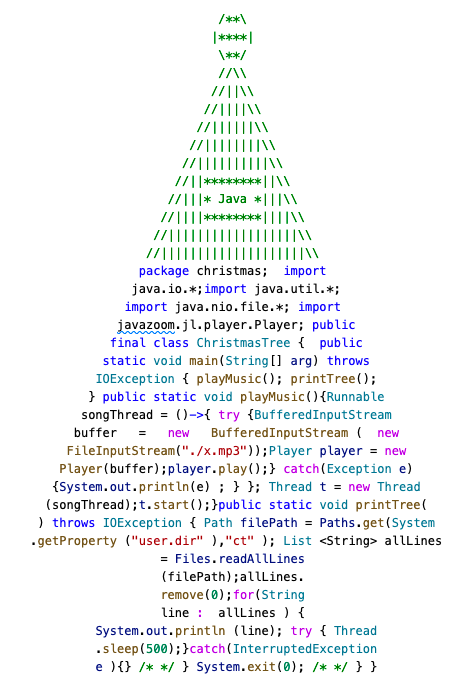 /**\
|****|
\**/
//\\
//||\\
//||||\\
//||||||\\
//||||||||\\
//||||||||||\\
//||********||\\
//|||* Java *|||\\
//||||********||||\\
//||||||||||||||||||\\
//||||||||||||||||||||\\
package christmas;  import
java.io.*;import java.util.*;
import java.nio.file.*; import
javazoom.jl.player.Player; public
final class ChristmasTree {  public
static void main(String[] arg) throws
IOException { playMusic(); printTree();
} public static void playMusic(){Runnable
songThread = ()->{ try {BufferedInputStream
buffer   =   new   BufferedInputStream (  new
FileInputStream("./x.mp3"));Player player = new
Player(buffer);player.play();} catch(Exception e)
{System.out.println(e) ; } }; Thread t = new Thread
(songThread);t.start();}public static void printTree(
) throws IOException { Path filePath = Paths.get(System
.getProperty ("user.dir" ),"ct" ); List <String> allLines
= Files.readAllLines
(filePath);allLines.
remove(0);for(String
line :  allLines ) {
System.out.println (line); try { Thread
.sleep(500);}catch(InterruptedException
e ){} /* */ } System.exit(0); /* */ } }